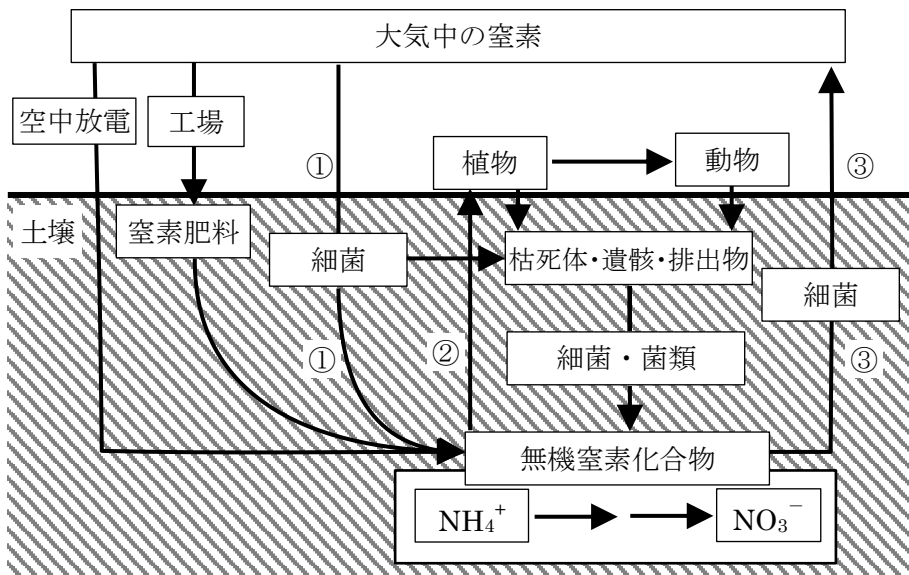 大気中の窒素
空中放電
工場
①
植物
動物
③
土壌
窒素肥料
細菌
枯死体・遺骸・排出物
細菌
①
②
細菌・菌類
③
無機窒素化合物
NH₄⁺
NO₃⁻